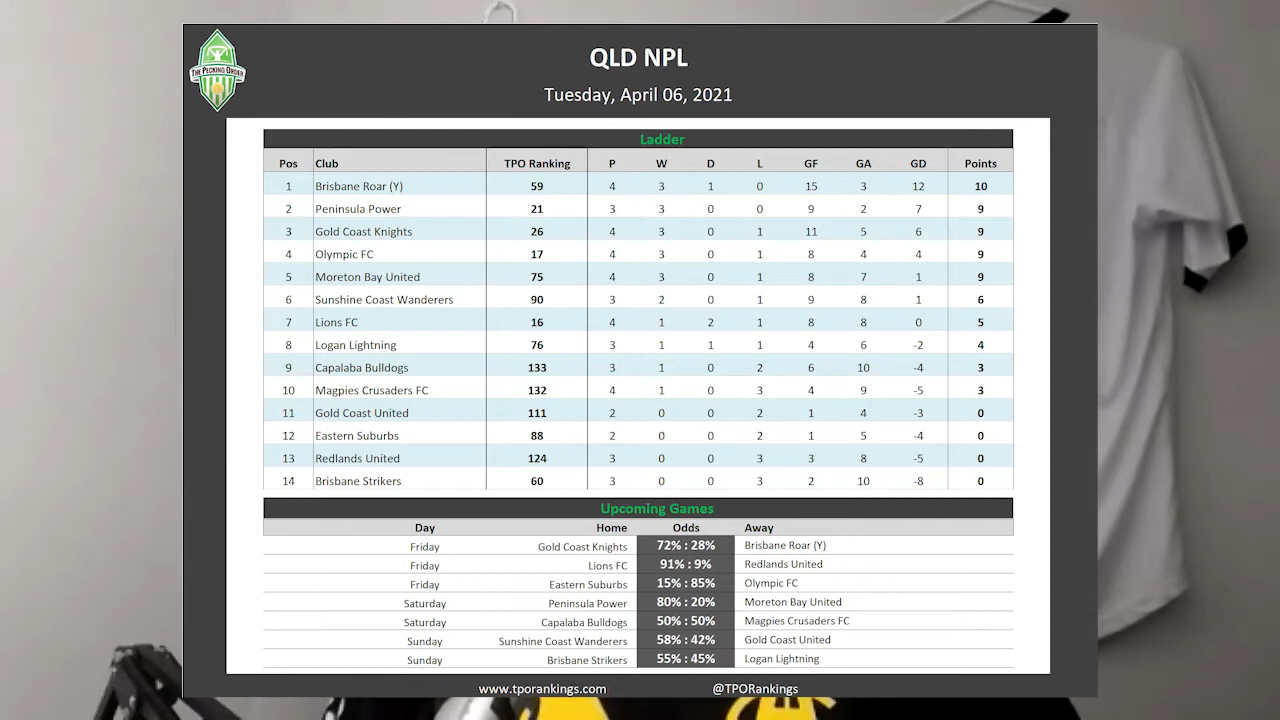 THE PECKING ORDER
QLD NPL
Tuesday, April 06, 2021
Ladder
Pos Club TPO Ranking P W D L GF GA GD Points
1 Brisbane Roar (Y) 59 4 3 1 0 15 3 12 10
2 Peninsula Power 21 3 3 0 0 9 2 7 9
3 Gold Coast Knights 26 4 3 0 1 11 5 6 9
4 Olympic FC 17 4 3 0 1 8 4 4 9
5 Moreton Bay United 75 4 3 0 1 8 7 1 9
6 Sunshine Coast Wanderers 90 3 2 0 1 9 8 1 6
7 Lions FC 16 4 1 2 1 8 8 0 5
8 Logan Lightning 76 3 1 1 1 4 6 -2 4
9 Capalaba Bulldogs 133 3 1 0 2 6 10 -4 3
10 Magpies Crusaders FC 132 4 1 0 3 4 9 -5 3
11 Gold Coast United 111 2 0 0 2 1 4 -3 0
12 Eastern Suburbs 88 2 0 0 2 1 5 -4 0
13 Redlands United 124 3 0 0 3 3 8 -5 0
14 Brisbane Strikers 60 3 0 0 3 2 10 -8 0
Upcoming Games
Day Home Odds Away
Friday Gold Coast Knights 72% : 28% Brisbane Roar (Y)
Friday Lions FC 91% : 9% Redlands United
Friday Eastern Suburbs 15% : 85% Olympic FC
Saturday Peninsula Power 80% : 20% Moreton Bay United
Saturday Capalaba Bulldogs 50% : 50% Magpies Crusaders FC
Sunday Sunshine Coast Wanderers 58% : 42% Gold Coast United
Sunday Brisbane Strikers 55% : 45% Logan Lightning
www.tporankings.com @TPORankings